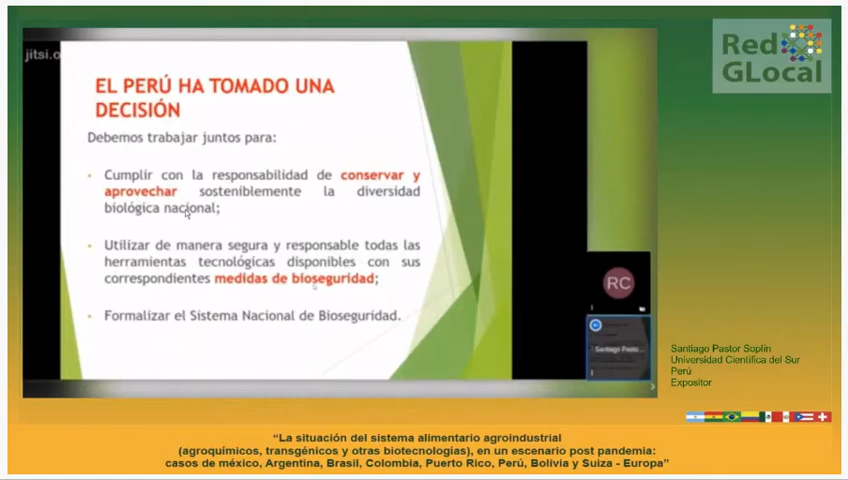 jitsi.o
Red
GLocal
EL PERÚ HA TOMADO UNA
DECISIÓN
Debemos trabajar juntos para:
Cumplir con la responsabilidad de conservar y
aprovechar sosteniblemente la diversidad
biológica nacional;
Utilizar de manera segura y responsable todas las
herramientas tecnológicas disponibles con sus
correspondientes medidas de bioseguridad;
Formalizar el Sistema Nacional de Bioseguridad.
RC
Santiago Pasto...
Santiago Pastor Soplín
Universidad Científica del Sur
Perú
Expositor
“La situación del sistema alimentario agroindustrial
(agroquímicos, transgénicos y otras biotecnologías), en un escenario post pandemia:
casos de méxico, Argentina, Brasil, Colombia, Puerto Rico, Perú, Bolivia y Suiza - Europa”